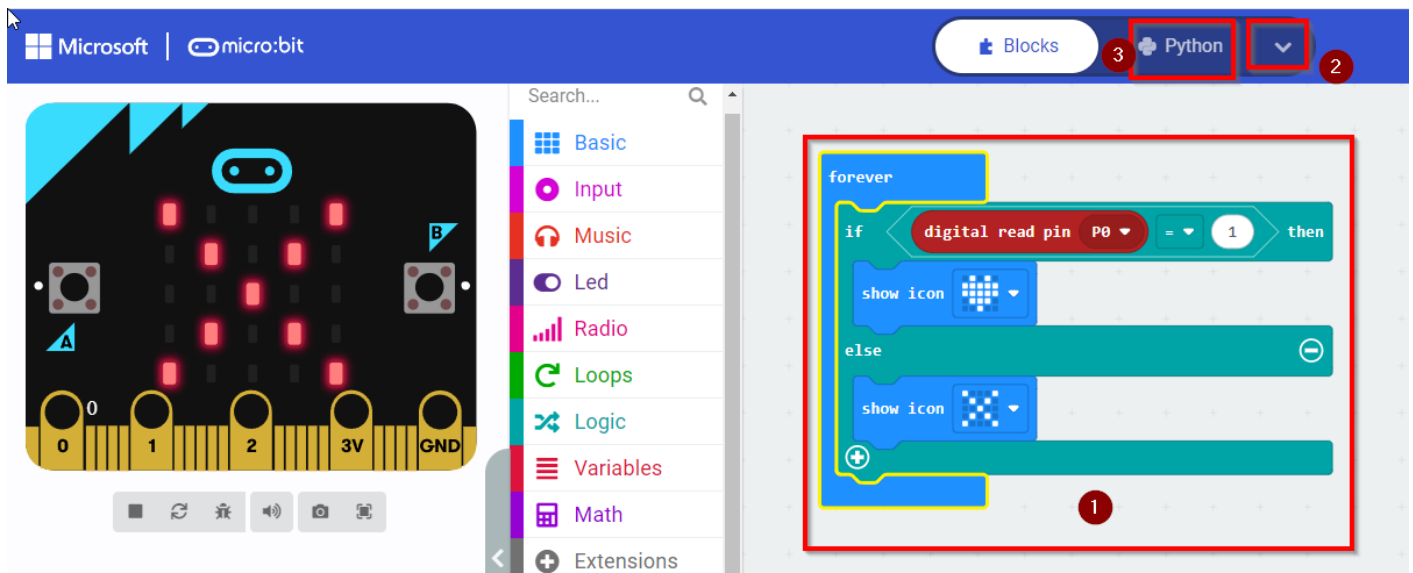 Microsoft micro:bit
Blocks 3 Python 2
Search...
Basic
Input
Music
Led
Radio
Loops
Logic
Variables
Math
Extensions
B
A
0
0 1 2 3V GND
forever
if digital read pin P0 = 1 then
show icon
else
show icon
1